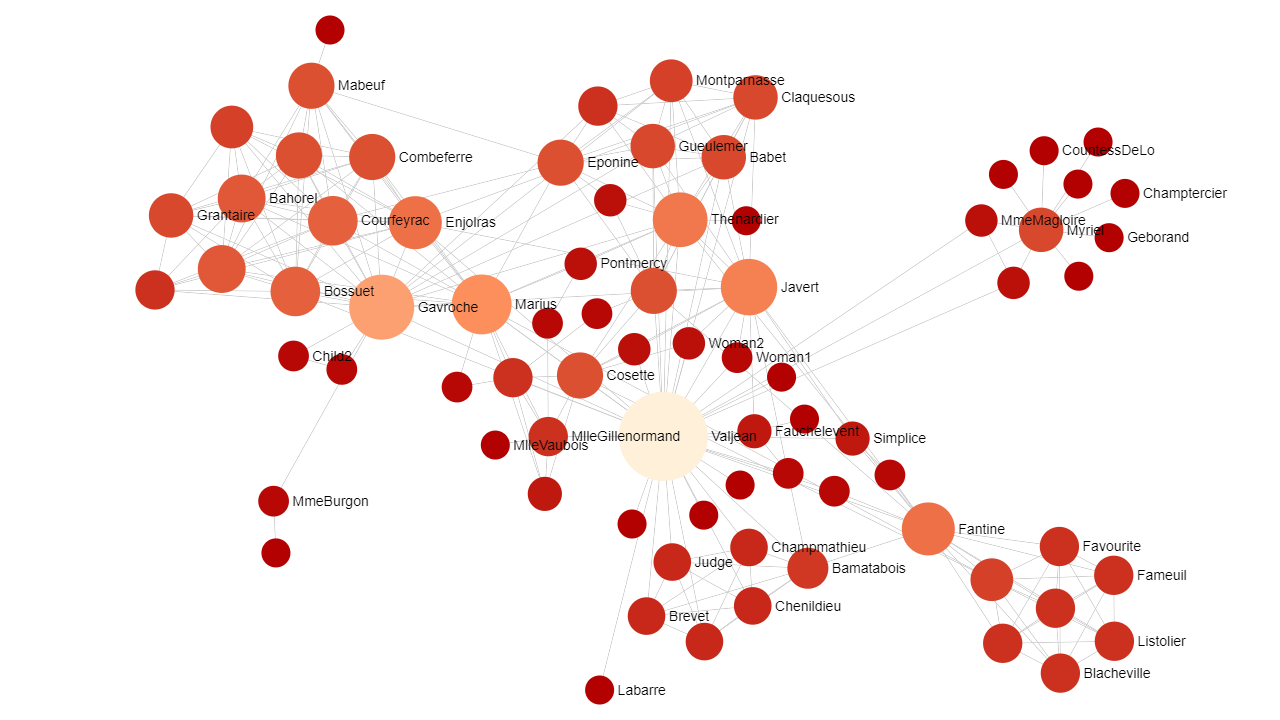 Mabeuf
Montparnasse
Claquesous
CountessDeLo
Combeferre
Gueulemer
Babet
Eponine
Champtercier
Bahorel
Grantaire
Courfeyrac
Enjolras
Thenardier
MmeMagloire
Myriel
Geborand
Pontmercy
Javert
Bossuet
Gavroche
Marius
Woman2
Woman1
Child2
Cosette
MlleGillenormand
Valjean
Fauchelevent
Simplice
MlleVaubois
MmeBurgon
Fantine
Champmathieu
Favourite
Judge
Bamatabois
Fameuil
Chenildieu
Brevet
Listolier
Blacheville
Labarre